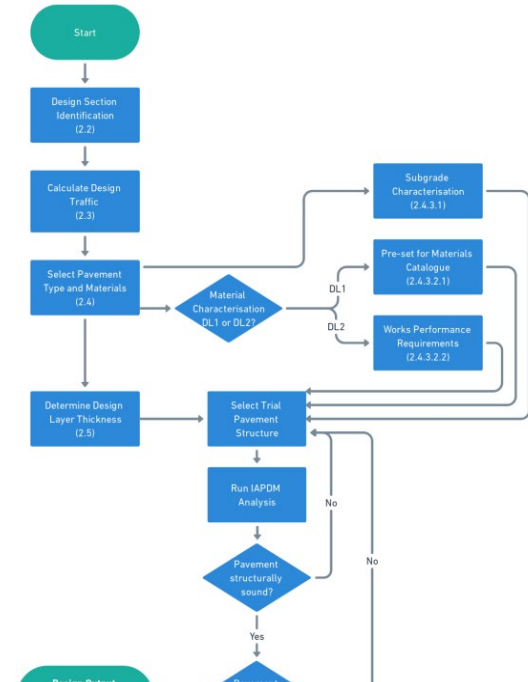 Start
Design Section
Identification
(2.2)
Calculate Design
Traffic
(2.3)
Subgrade
Characterisation
(2.4.3.1)
Select Pavement
Type and Materials
(2.4)
Material
Characterisation
DL1 or DL2?
DL1
Pre-set for Materials
Catalogue
(2.4.3.2.1)
DL2
Works Performance
Requirements
(2.4.3.2.2)
Determine Design
Layer Thickness
(2.5)
Select Trial
Pavement
Structure
Run IAPDM
Analysis
No
Pavement
structurally
sound?
No
Yes
Design Output